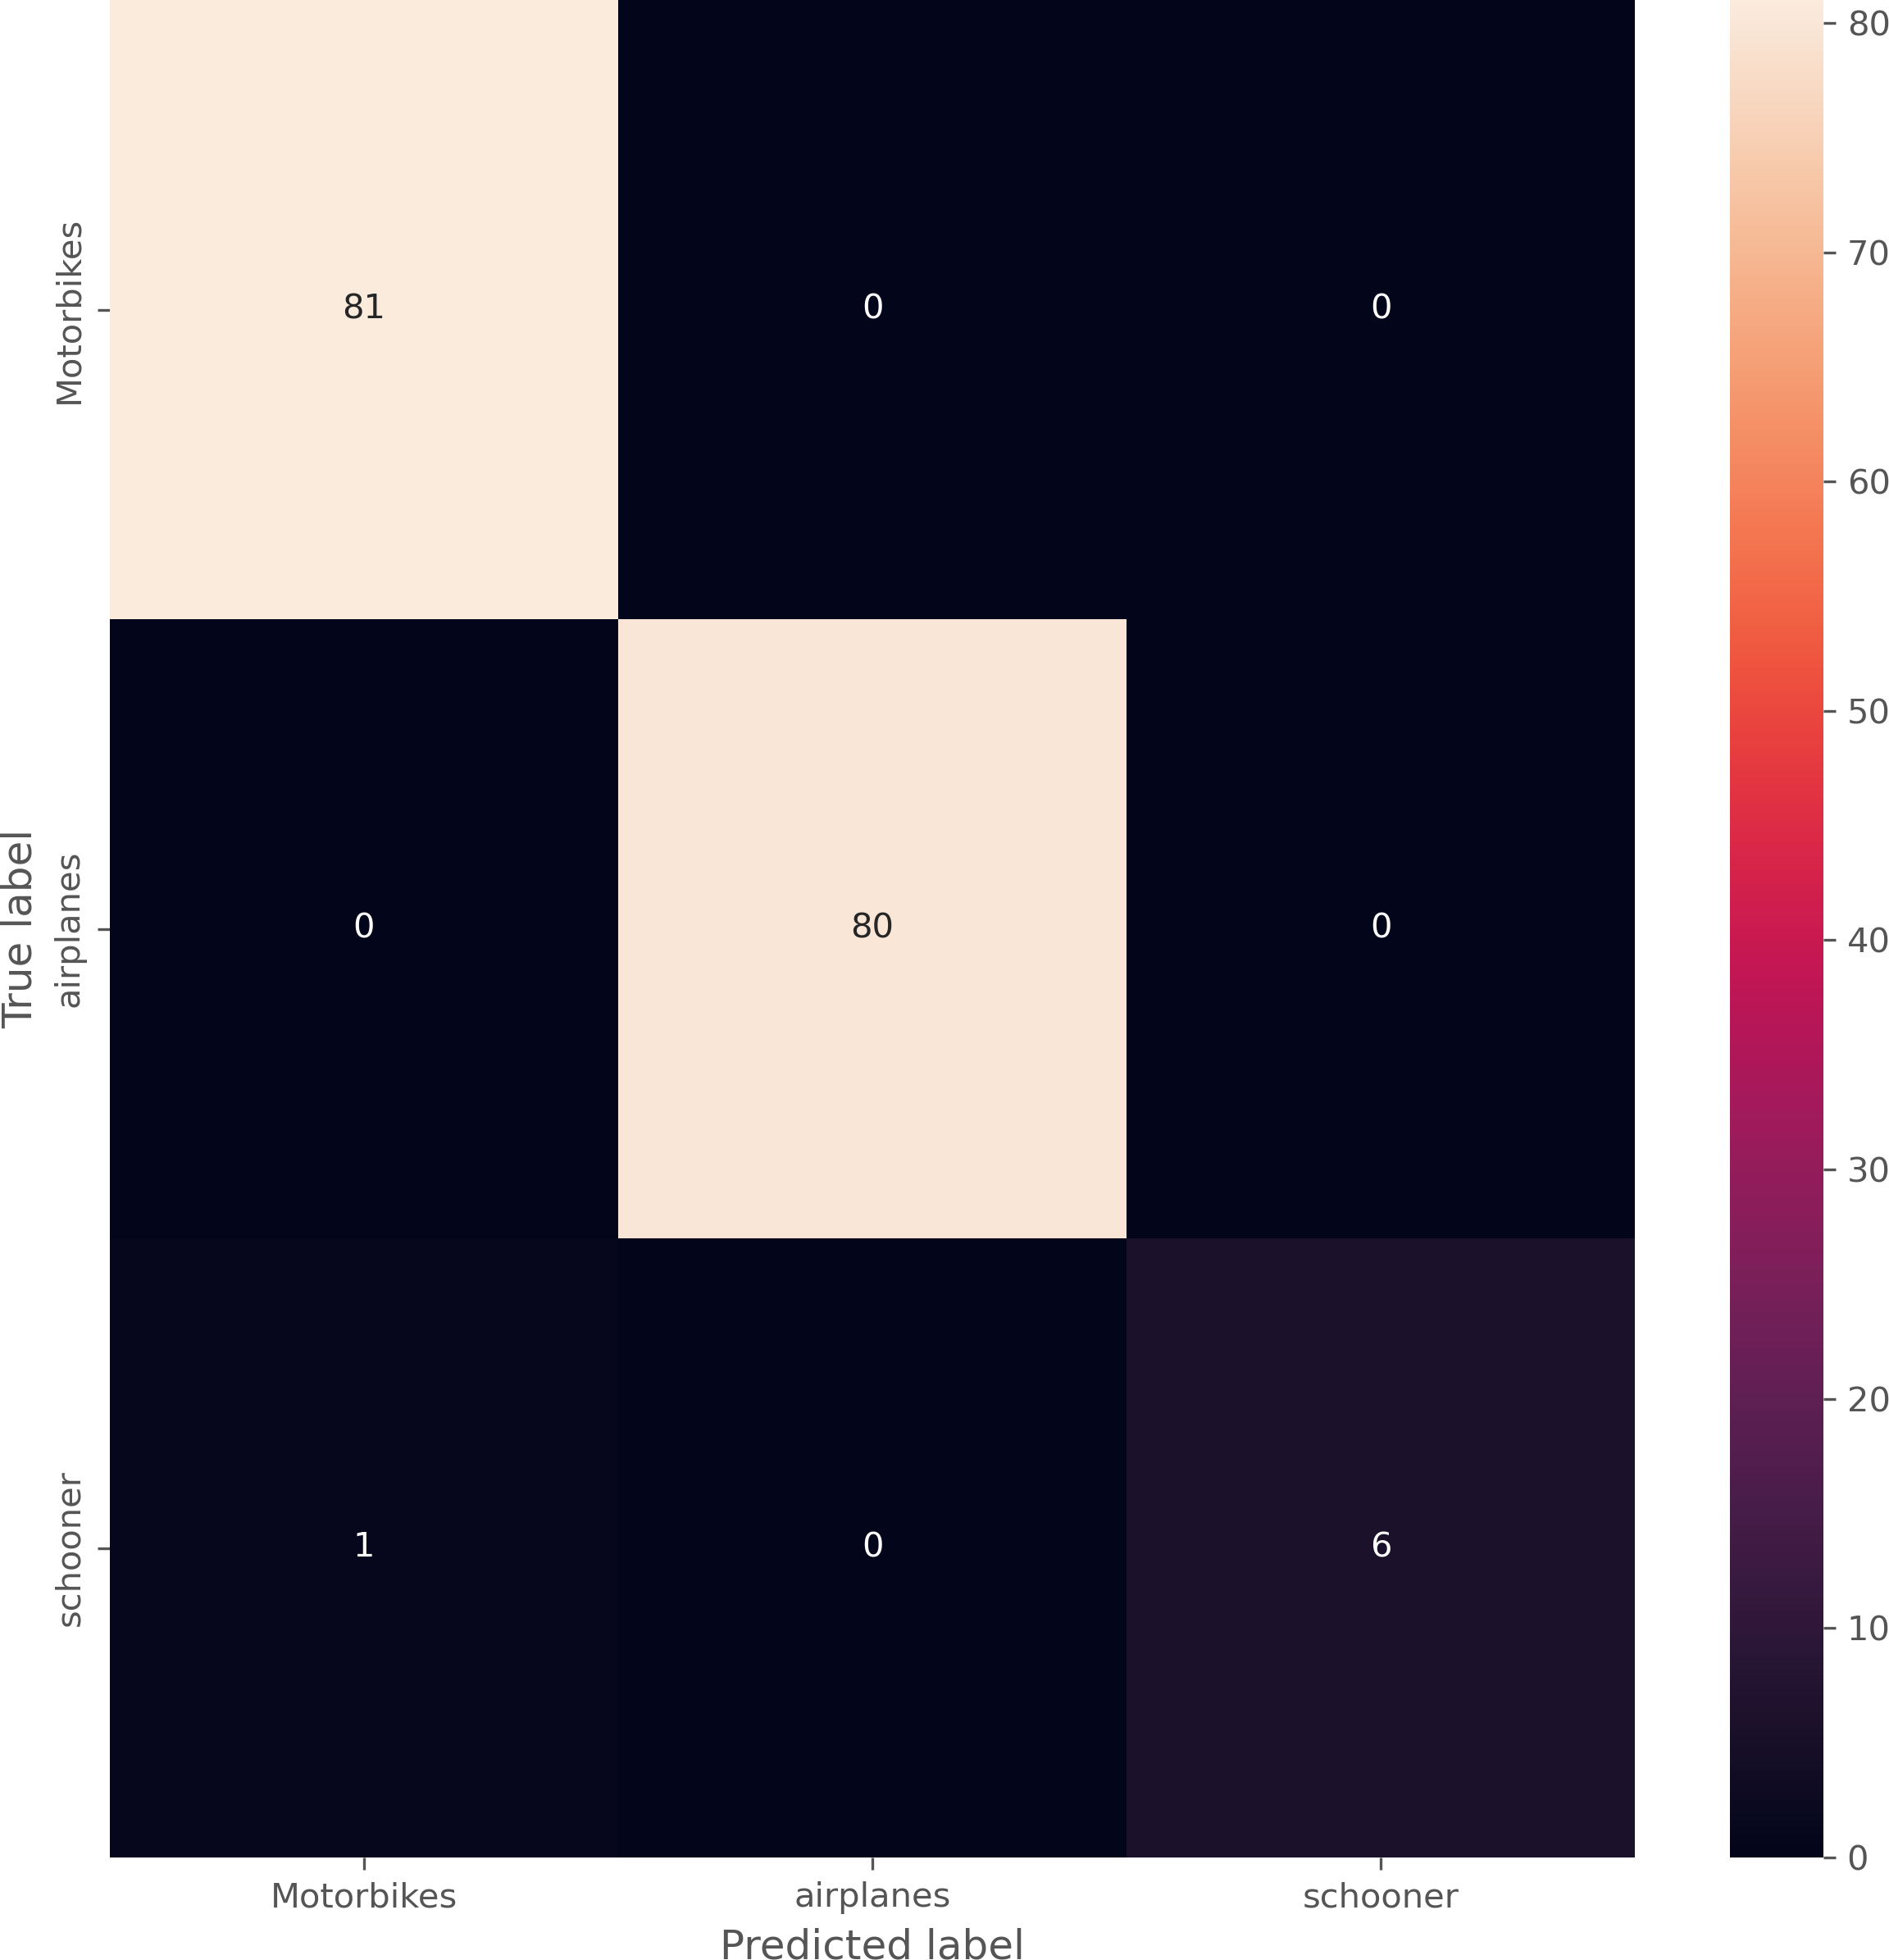 True label
Motorbikes
81 0 0
airplanes
0 80 0
schooner
1 0 6
Motorbikes airplanes schooner
Predicted label
80
70
60
50
40
30
20
10
0